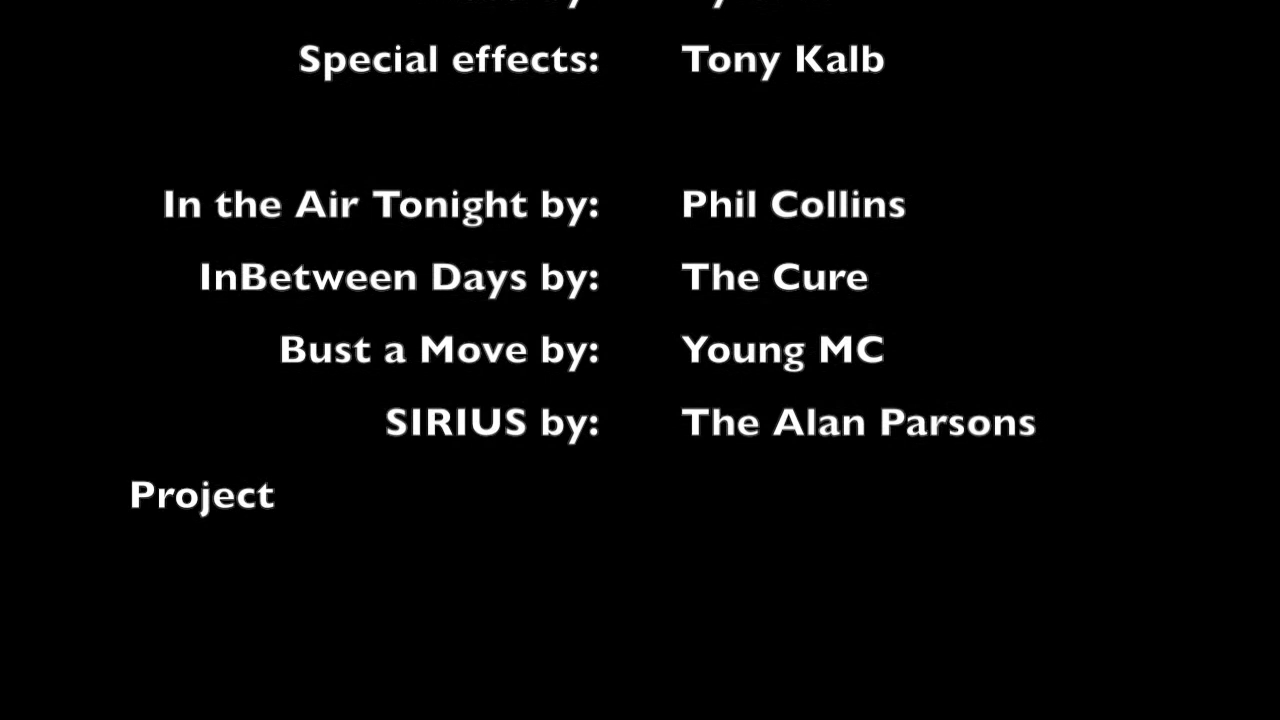 Special effects: Tony Kalb
In the Air Tonight by: Phil Collins
InBetween Days by: The Cure
Bust a Move by: Young MC
SIRIUS by: The Alan Parsons
Project